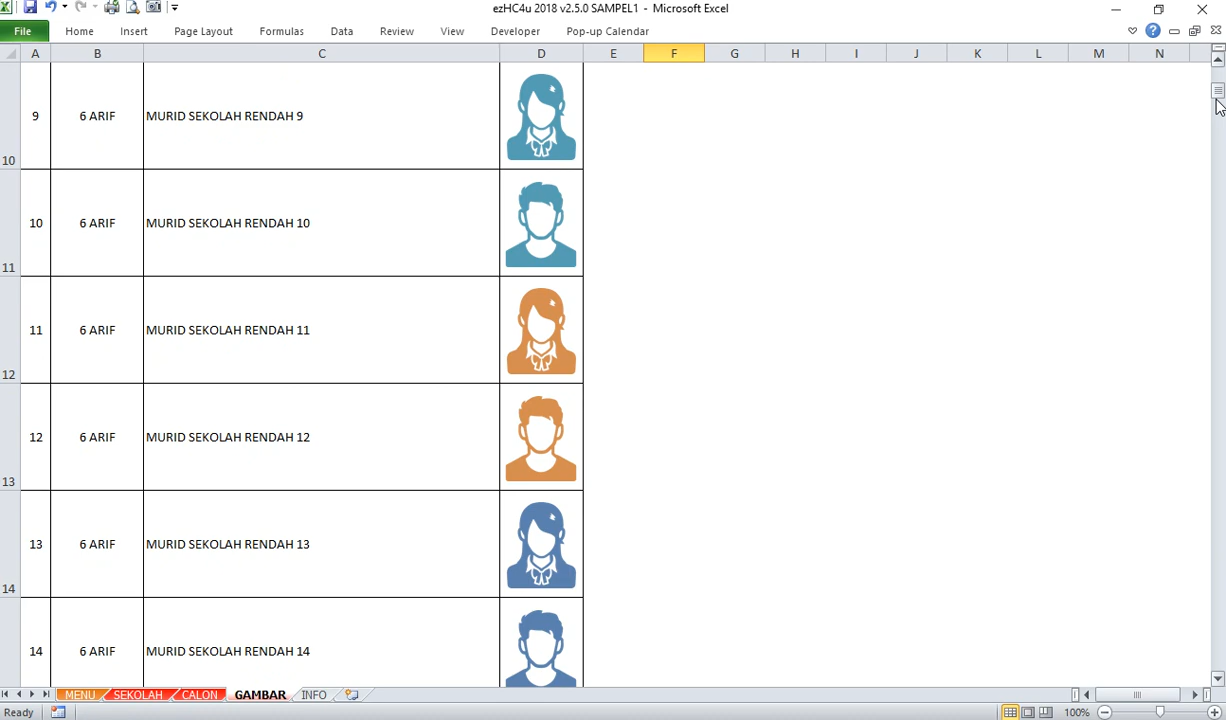 ezHC4u 2018 v2.5.0 SAMPEL1 - Microsoft Excel
File Home Insert Page Layout Formulas Data Review View Developer Pop-up Calendar
A B C D E F G H I J K L M N
9 6 ARIF MURID SEKOLAH RENDAH 9
10
10 6 ARIF MURID SEKOLAH RENDAH 10
11
11 6 ARIF MURID SEKOLAH RENDAH 11
12
12 6 ARIF MURID SEKOLAH RENDAH 12
13
13 6 ARIF MURID SEKOLAH RENDAH 13
14
14 6 ARIF MURID SEKOLAH RENDAH 14
MENU SEKOLAH CALON GAMBAR INFO
Ready 100%